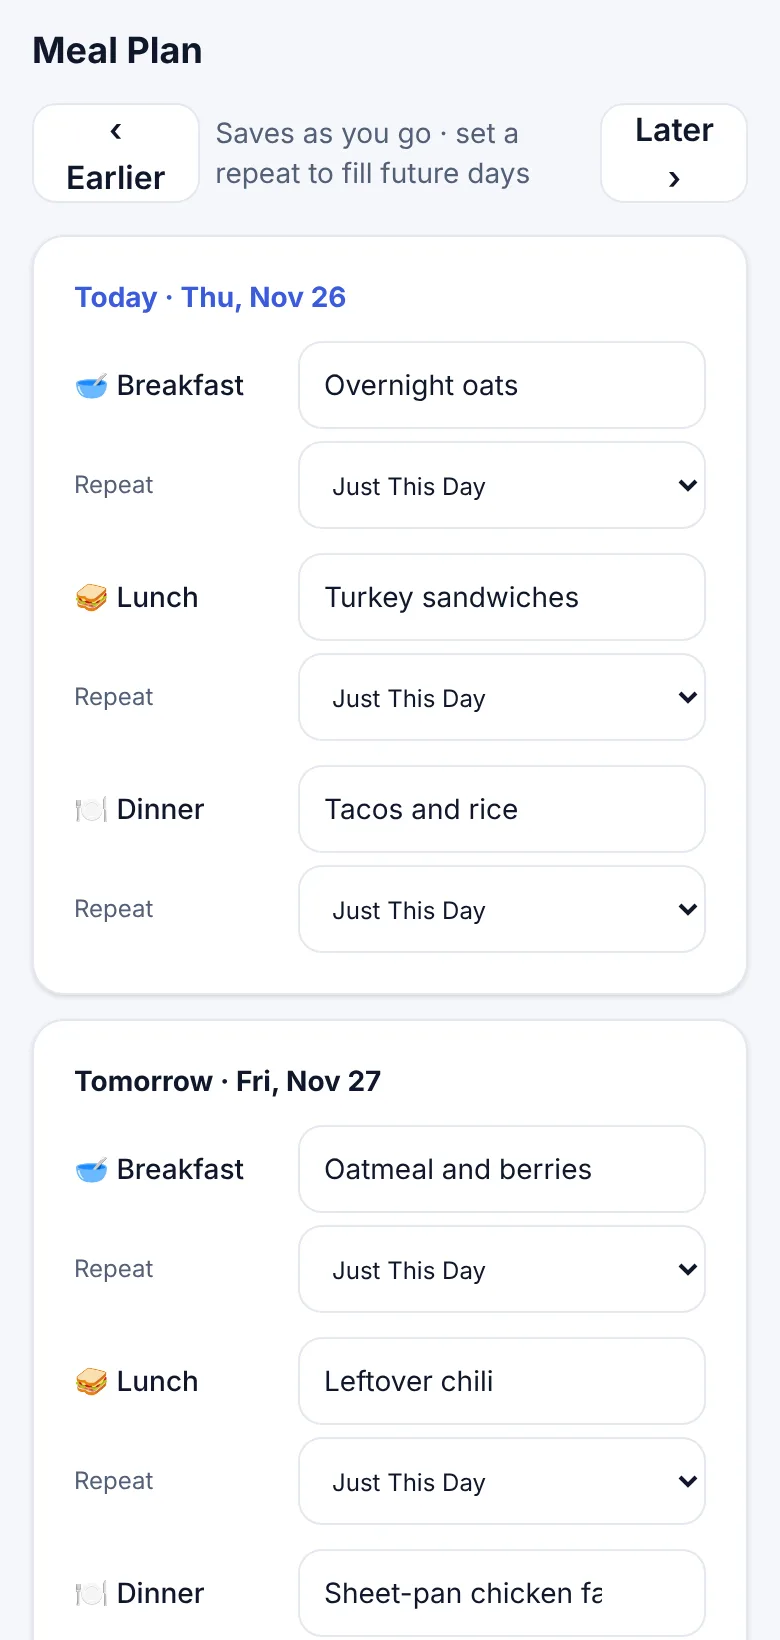 Meal Plan
‹
Earlier
Saves as you go · set a
repeat to fill future days
Later
›
Today · Thu, Nov 26
🥣 Breakfast
Overnight oats
Repeat
Just This Day
🥪 Lunch
Turkey sandwiches
Repeat
Just This Day
🍽️ Dinner
Tacos and rice
Repeat
Just This Day
Tomorrow · Fri, Nov 27
🥣 Breakfast
Oatmeal and berries
Repeat
Just This Day
🥪 Lunch
Leftover chili
Repeat
Just This Day
🍽️ Dinner
Sheet-pan chicken fa